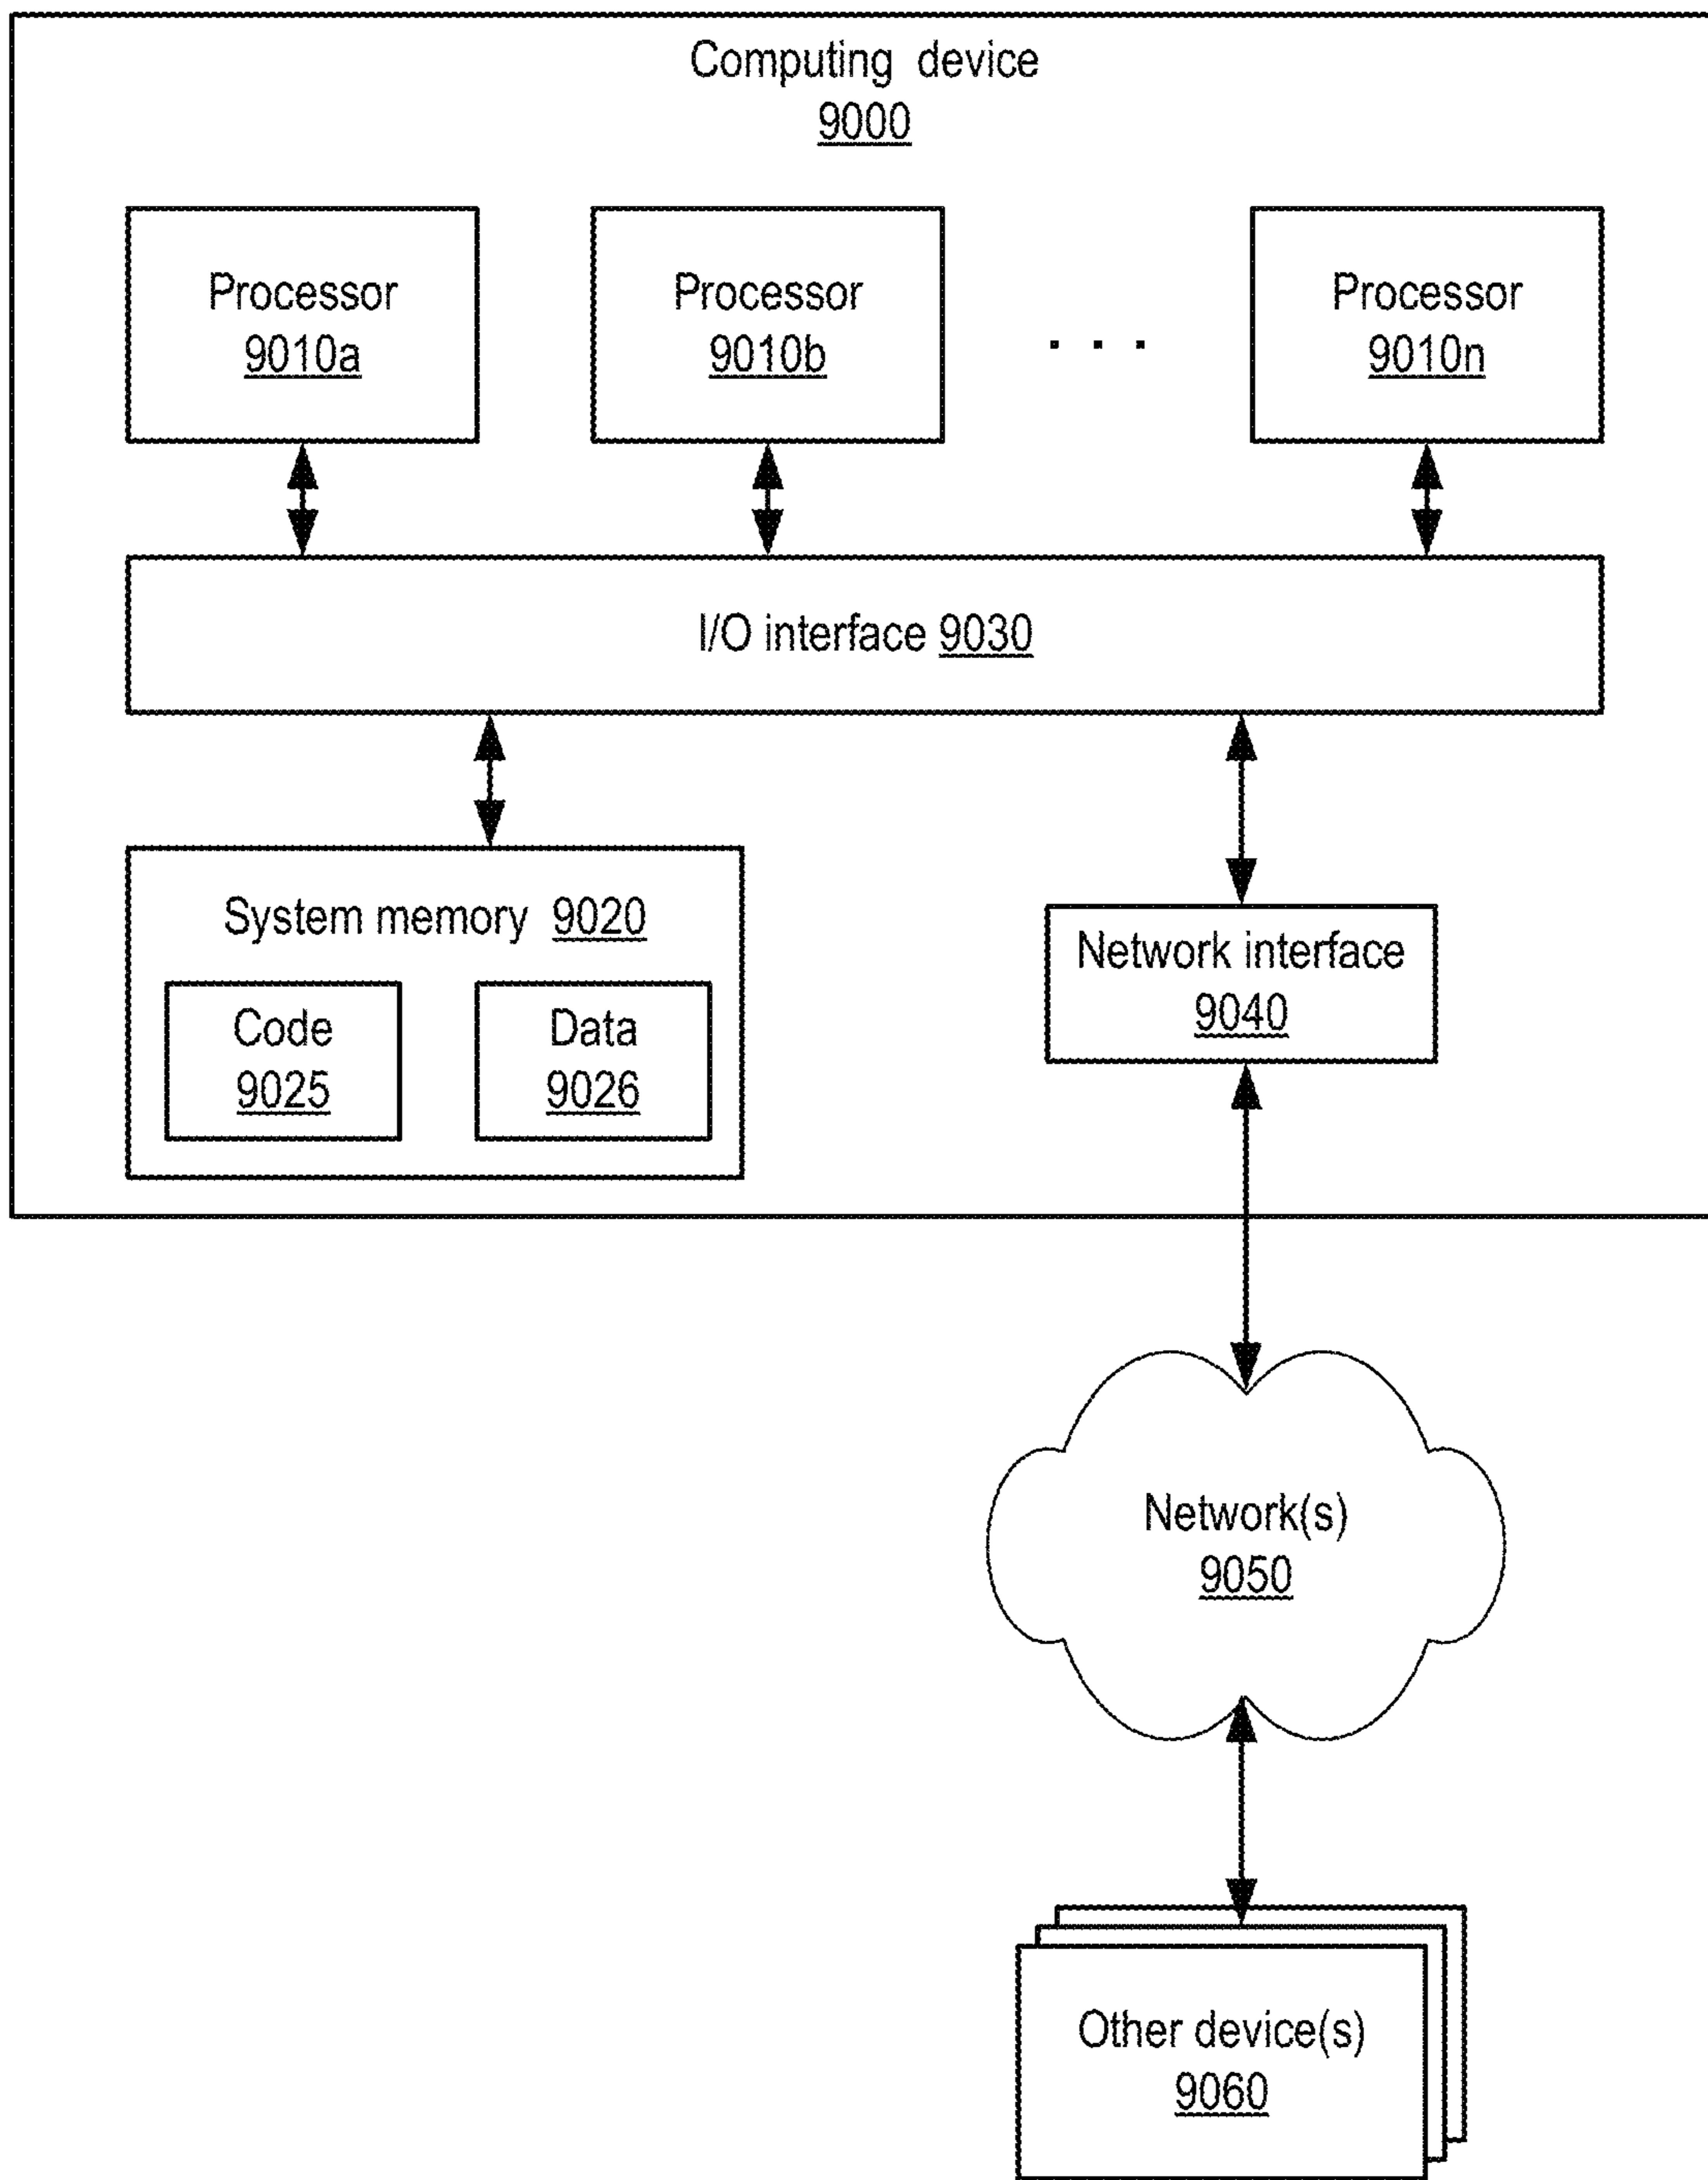 Computing device
9000
Processor
9010a
Processor
9010b
. . .
Processor
9010n
I/O interface 9030
System memory 9020
Code
9025
Data
9026
Network interface
9040
Network(s)
9050
Other device(s)
9060